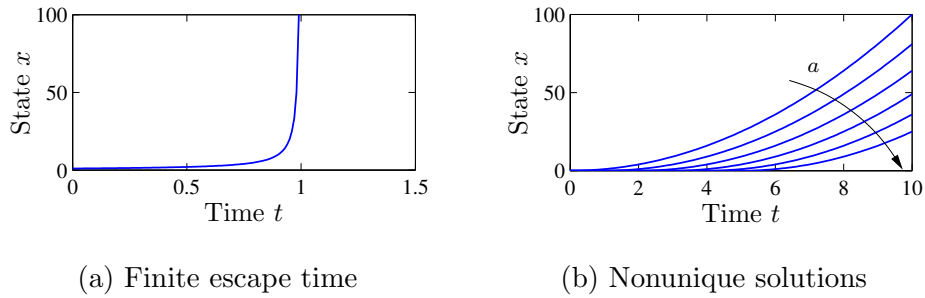 100
50
0
0 0.5 1 1.5
State x
Time t
(a) Finite escape time
100
50
0
0 2 4 6 8 10
State x
a
Time t
(b) Nonunique solutions